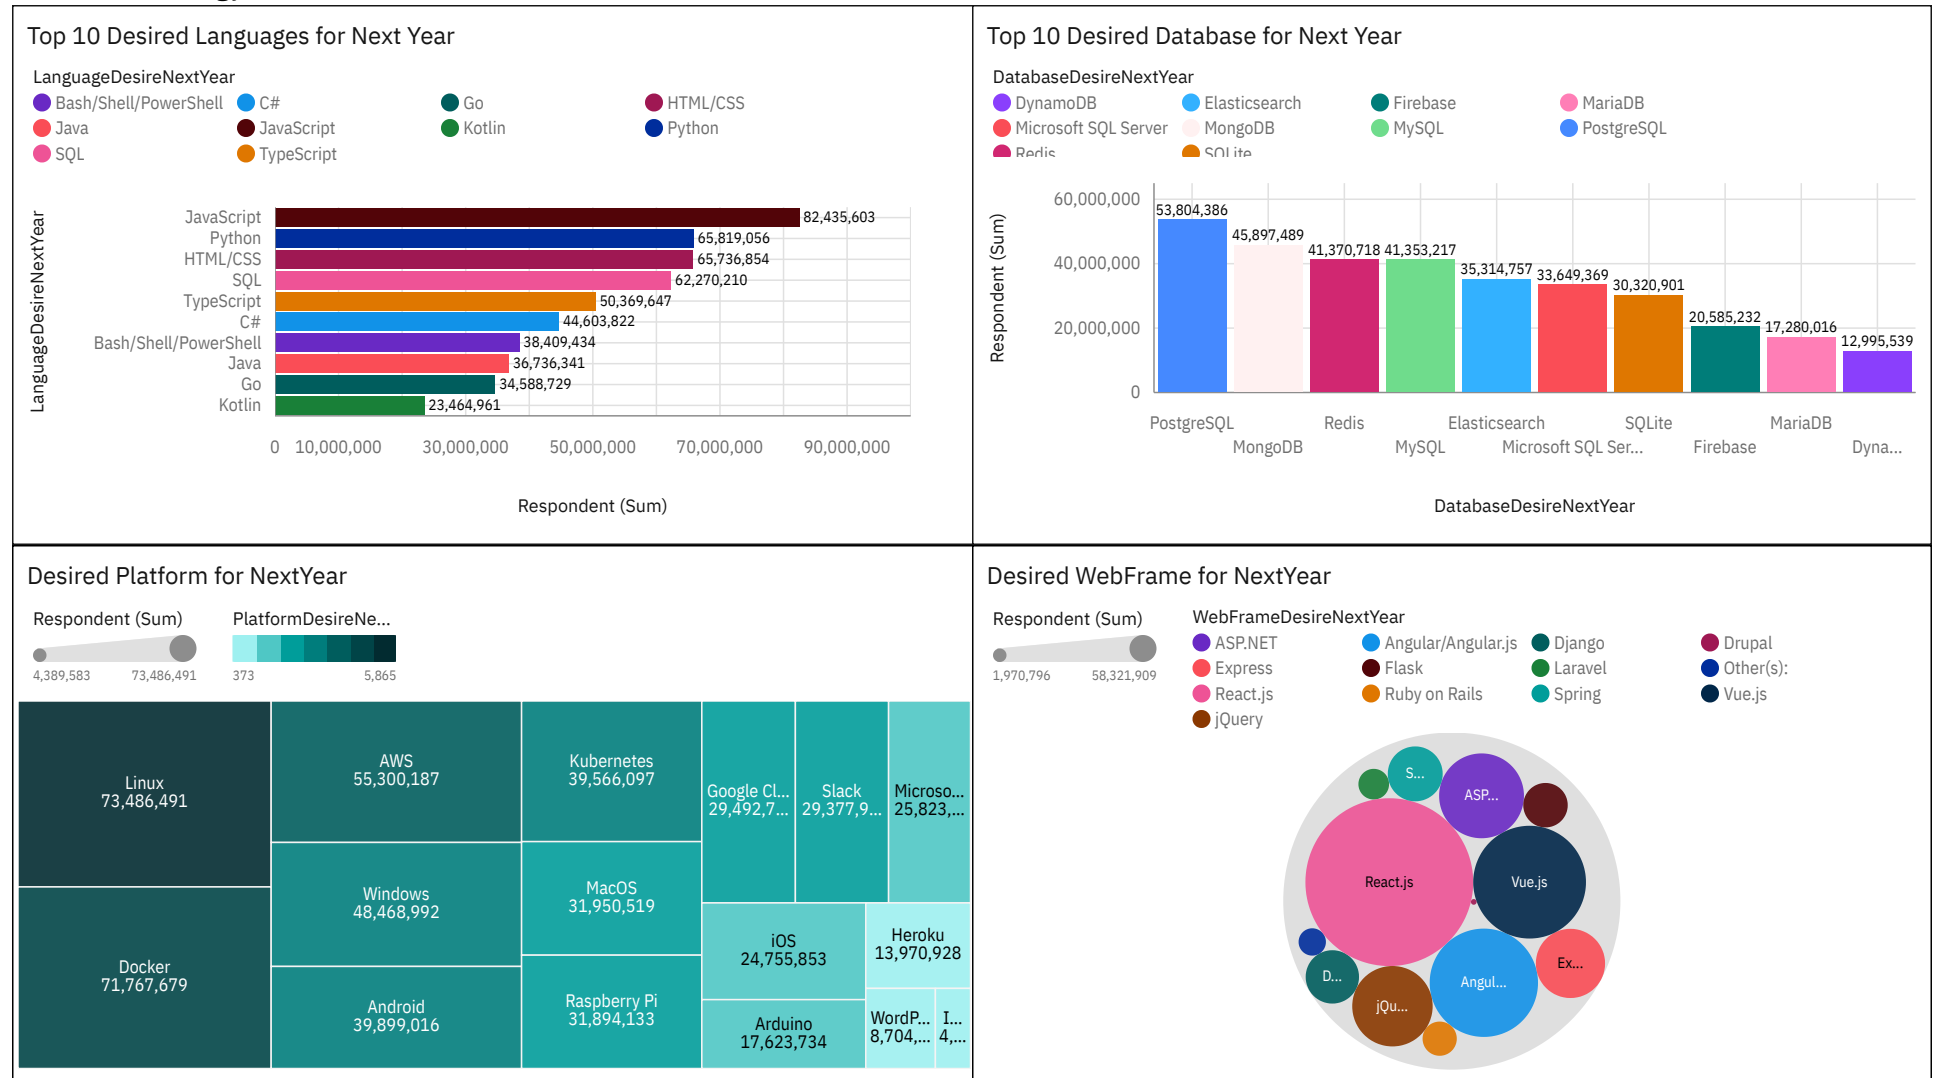 Top 10 Desired Languages for Next Year
LanguageDesireNextYear
Bash/Shell/PowerShell C# Go HTML/CSS
Java JavaScript Kotlin Python
SQL TypeScript
LanguageDesireNextYear
JavaScript 82,435,603
Python 65,819,056
HTML/CSS 65,736,854
SQL 62,270,210
TypeScript 50,369,647
C# 44,603,822
Bash/Shell/PowerShell 38,409,434
Java 36,736,341
Go 34,588,729
Kotlin 23,464,961
0 10,000,000 30,000,000 50,000,000 70,000,000 90,000,000
Respondent (Sum)
Top 10 Desired Database for Next Year
DatabaseDesireNextYear
DynamoDB Elasticsearch Firebase MariaDB
Microsoft SQL Server MongoDB MySQL PostgreSQL
Redis SQLite
Respondent (Sum)
60,000,000
40,000,000
20,000,000
0
53,804,386
45,897,489
41,370,718
41,353,217
35,314,757
33,649,369
30,320,901
20,585,232
17,280,016
12,995,539
PostgreSQL Redis Elasticsearch SQLite MariaDB
MongoDB MySQL Microsoft SQL Ser... Firebase Dyna...
DatabaseDesireNextYear
Desired Platform for NextYear
Respondent (Sum)
4,389,583 73,486,491
PlatformDesireNe...
373 5,865
Linux
73,486,491
Docker
71,767,679
AWS
55,300,187
Windows
48,468,992
Android
39,899,016
Kubernetes
39,566,097
MacOS
31,950,519
Raspberry Pi
31,894,133
Google Cl...
29,492,7...
Slack
29,377,9...
Microso...
25,823,...
iOS
24,755,853
Arduino
17,623,734
Heroku
13,970,928
WordP...
8,704,...
I...
4,...
Desired WebFrame for NextYear
Respondent (Sum)
1,970,796 58,321,909
WebFrameDesireNextYear
ASP.NET Angular/Angular.js Django Drupal
Express Flask Laravel Other(s):
React.js Ruby on Rails Spring Vue.js
jQuery
S...
ASP...
React.js
Vue.js
Ex...
D...
Angul...
jQu...